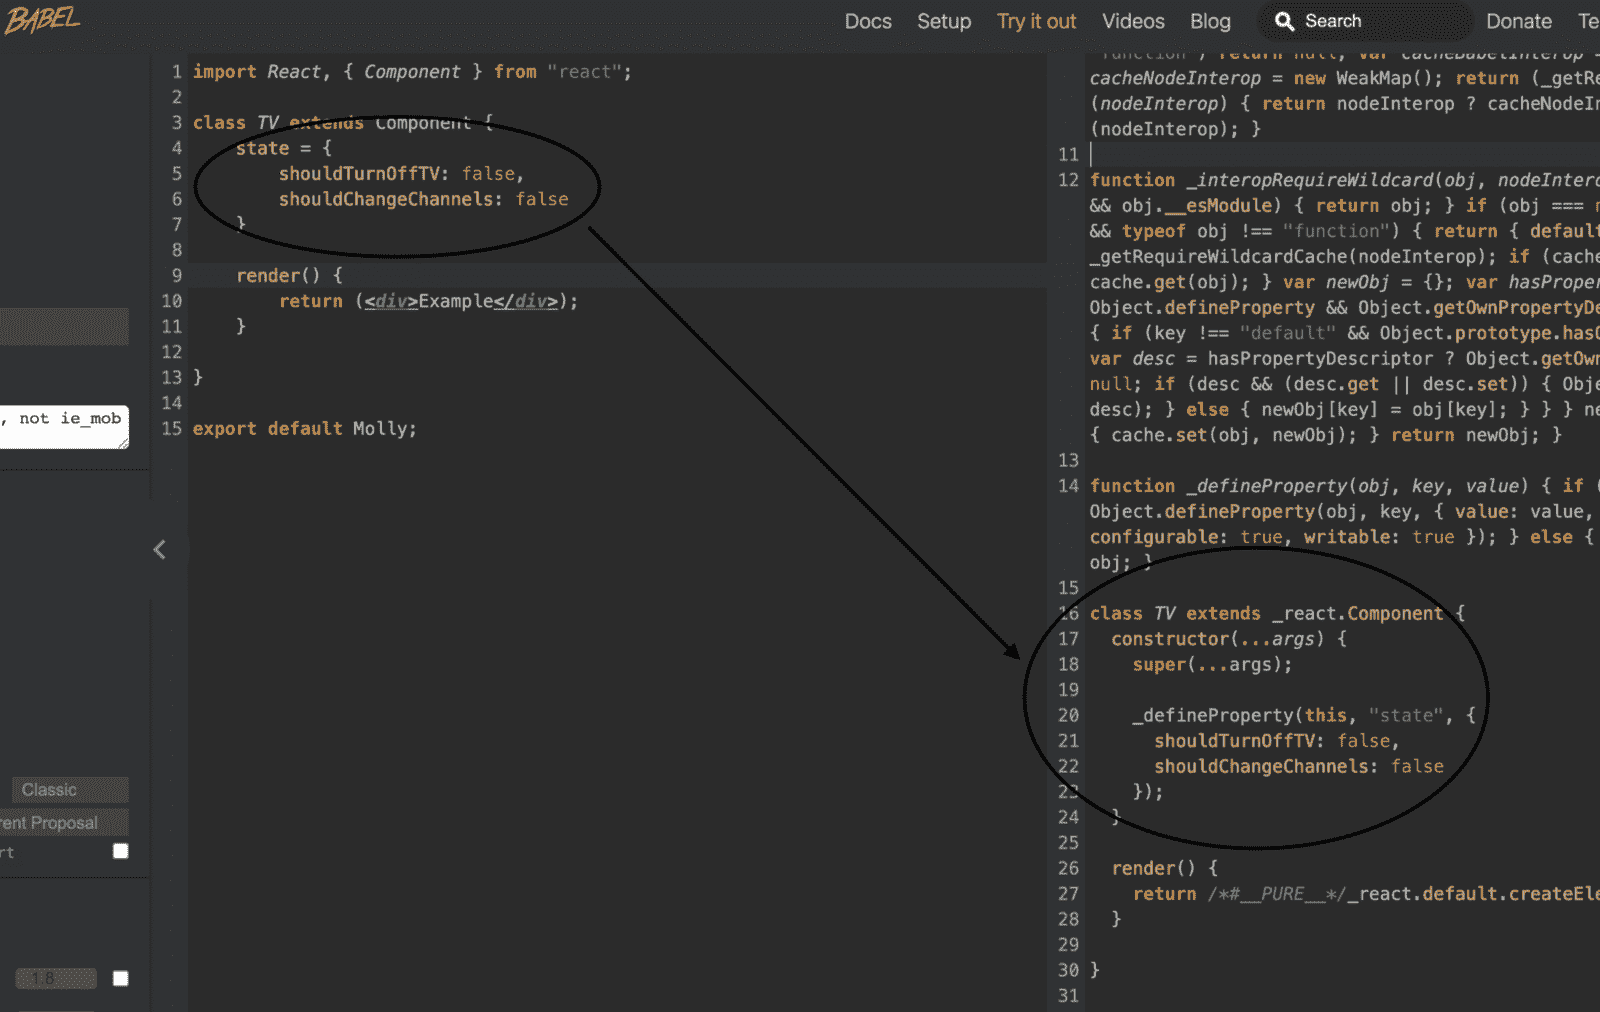 BABEL
Docs Setup Try it out Videos Blog Search Donate Te
1 import React, { Component } from "react";
2
3 class TV extends Component {
4 state = {
5 shouldTurnOffTV: false,
6 shouldChangeChannels: false
7 }
8
9 render() {
10 return (<div>Example</div>);
11 }
12
13 }
14
15 export default Molly;
, not ie_mob
Classic
rent Proposal
rt
1.8
"function") return null; var cacheBabelInterop =
cacheNodeInterop = new WeakMap(); return (_getRe
(nodeInterop) { return nodeInterop ? cacheNodeIn
(nodeInterop); }
11
12 function _interopRequireWildcard(obj, nodeIntero
&& obj.__esModule) { return obj; } if (obj === n
&& typeof obj !== "function") { return { default
_getRequireWildcardCache(nodeInterop); if (cache
cache.get(obj); } var newObj = {}; var hasProper
Object.defineProperty && Object.getOwnPropertyDe
{ if (key !== "default" && Object.prototype.hasO
var desc = hasPropertyDescriptor ? Object.getOwn
null; if (desc && (desc.get || desc.set)) { Obje
desc); } else { newObj[key] = obj[key]; } } } ne
{ cache.set(obj, newObj); } return newObj; }
13
14 function _defineProperty(obj, key, value) { if (
Object.defineProperty(obj, key, { value: value,
configurable: true, writable: true }); } else {
obj; }
15
16 class TV extends _react.Component {
17 constructor(...args) {
18 super(...args);
19
20 _defineProperty(this, "state", {
21 shouldTurnOffTV: false,
22 shouldChangeChannels: false
23 });
24 }
25
26 render() {
27 return /*#__PURE__*/_react.default.createEle
28 }
29
30 }
31